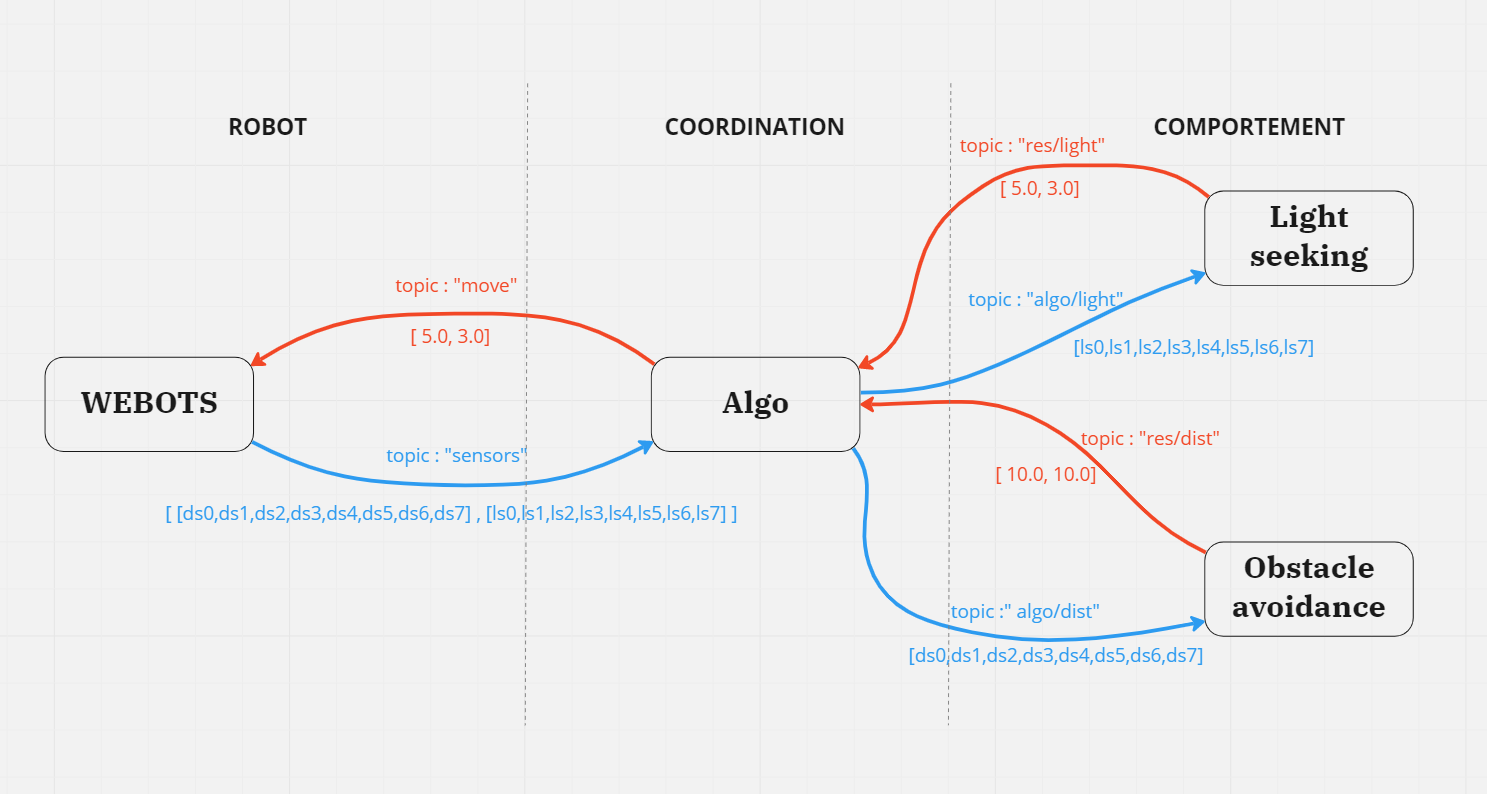 ROBOT
COORDINATION
COMPORTEMENT
topic : "res/light"
[ 5.0, 3.0]
Light
seeking
topic : "move"
[ 5.0, 3.0]
topic : "algo/light"
[ls0,ls1,ls2,ls3,ls4,ls5,ls6,ls7]
WEBOTS
Algo
topic : "sensors"
[ [ds0,ds1,ds2,ds3,ds4,ds5,ds6,ds7] , [ls0,ls1,ls2,ls3,ls4,ls5,ls6,ls7] ]
topic : "res/dist"
[ 10.0, 10.0]
Obstacle
avoidance
topic :" algo/dist"
[ds0,ds1,ds2,ds3,ds4,ds5,ds6,ds7]